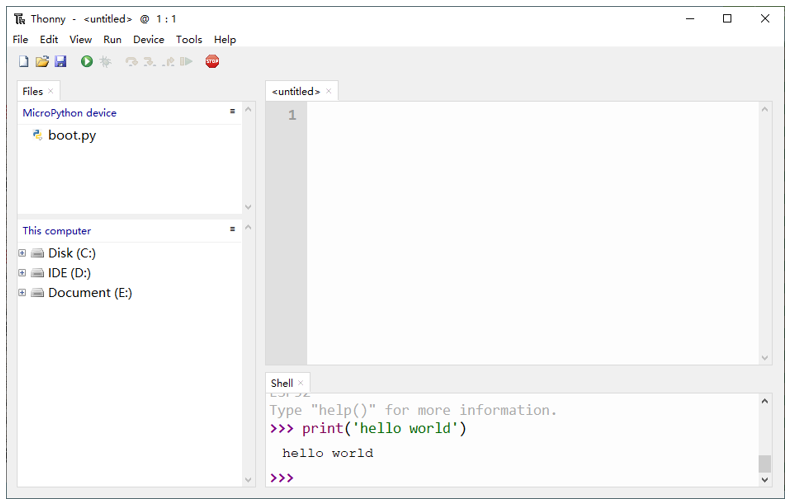 Thonny - <untitled> @ 1 : 1
File Edit View Run Device Tools Help
STOP
Files
MicroPython device
boot.py
This computer
Disk (C:)
IDE (D:)
Document (E:)
<untitled>
1
Shell
ESP32
Type "help()" for more information.
>>> print('hello world')
hello world
>>>